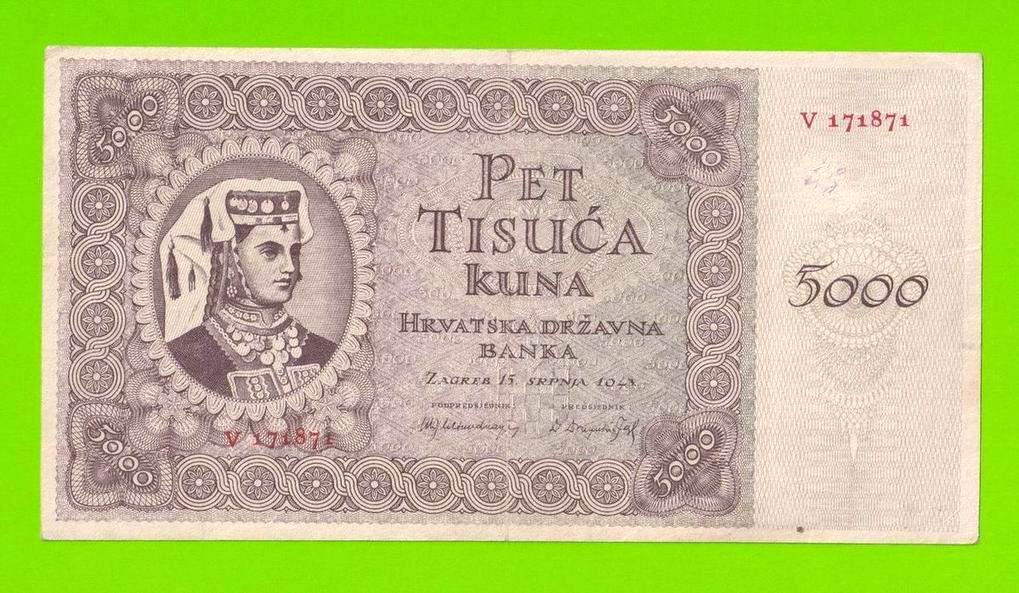 5000
5000
V 171871
PET
TISUĆA
KUNA
5000
HRVATSKA DRŽAVNA
BANKA
ZAGREB 15. SRPNJA 1943.
PODPREDSJEDNIK: PREDSJEDNIK
V 171871
5000
5000